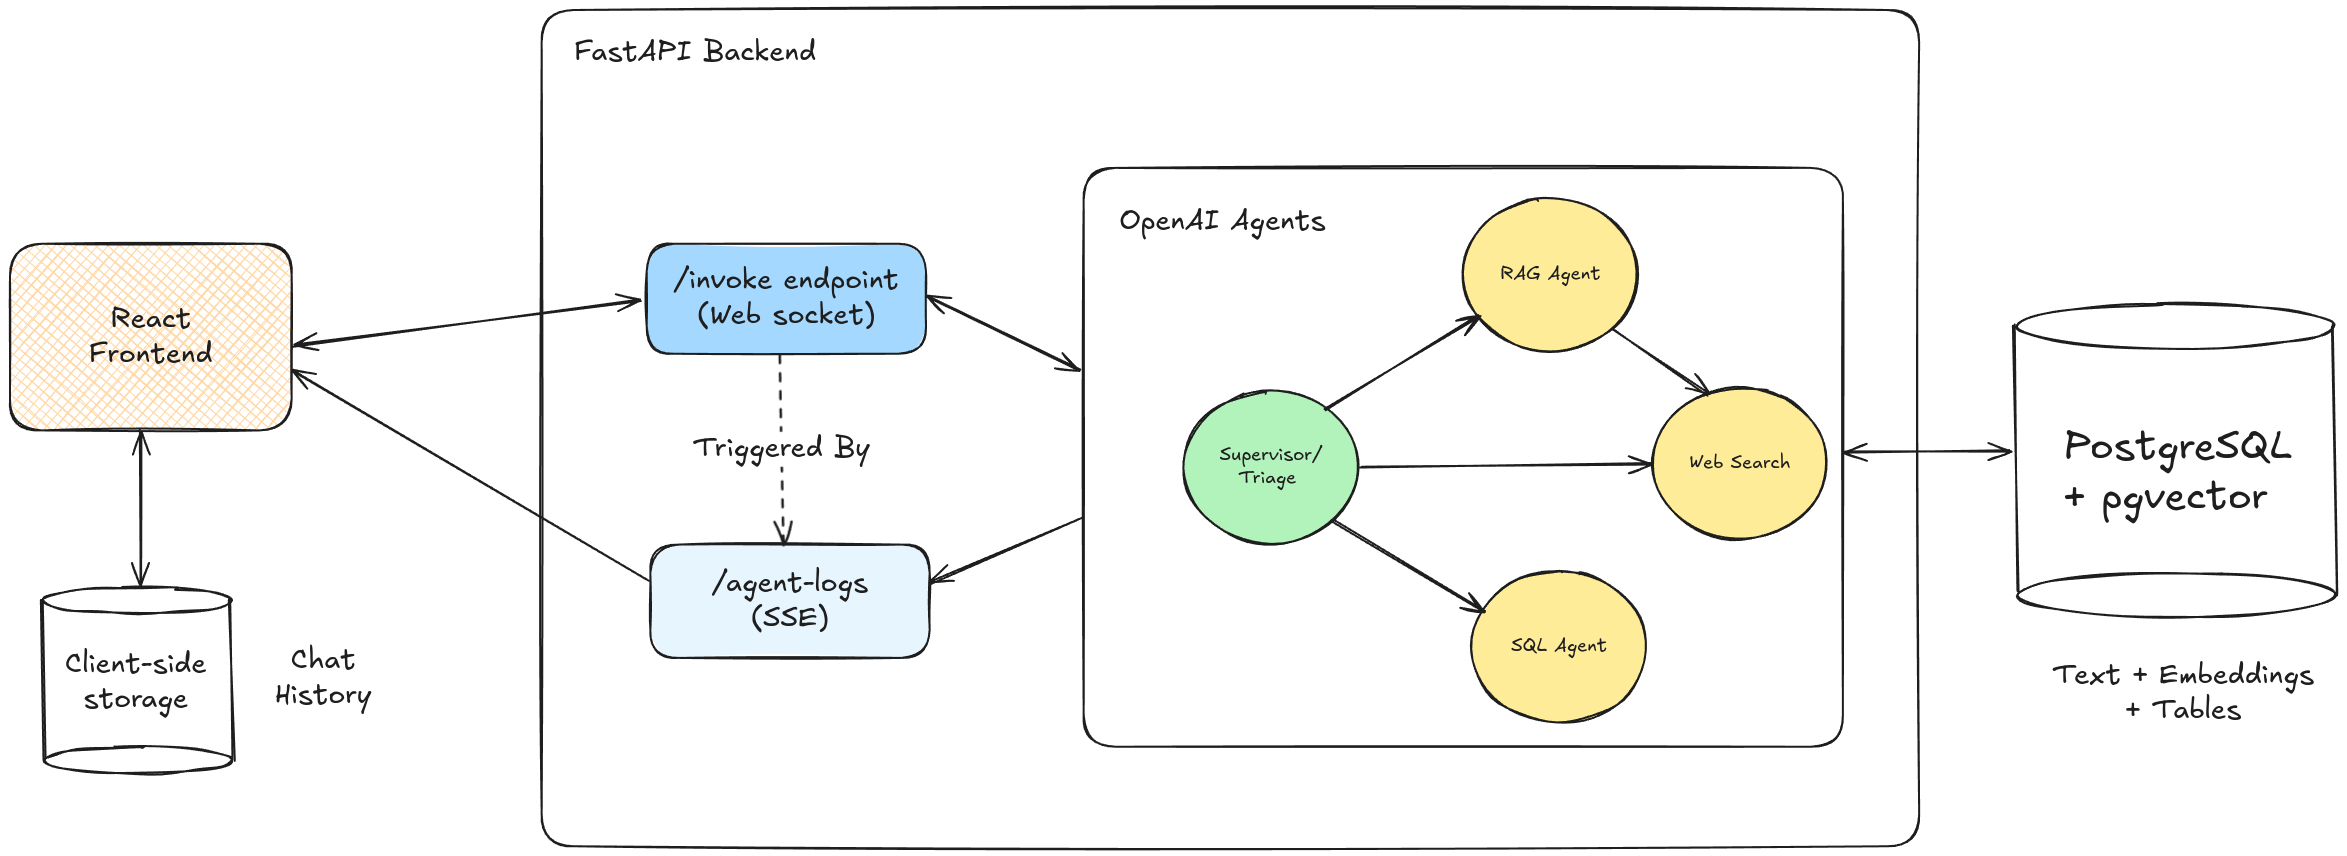 FastAPI Backend
OpenAI Agents
RAG Agent
/invoke endpoint
(Web socket)
React
Frontend
Triggered By
Supervisor/
Triage
Web Search
PostgreSQL
+ pgvector
/agent-logs
(SSE)
SQL Agent
Client-side
storage
Chat
History
Text + Embeddings
+ Tables